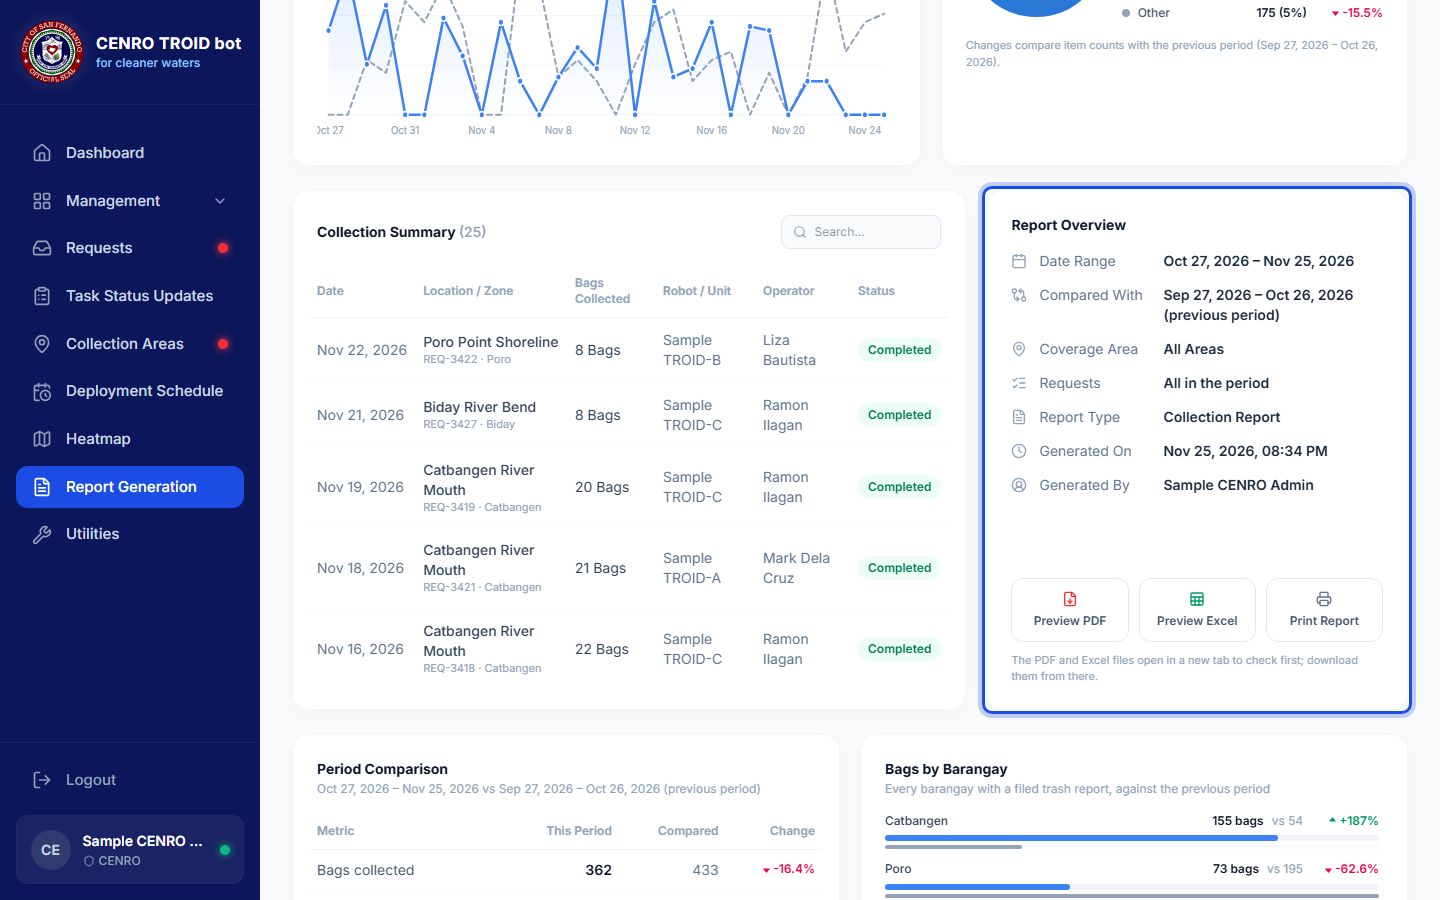 CITY OF SAN FERNANDO
OFFICIAL SEAL
CENRO TROID bot
for cleaner waters
Dashboard
Management
Requests
Task Status Updates
Collection Areas
Deployment Schedule
Heatmap
Report Generation
Utilities
Logout
CE
Sample CENRO ...
CENRO
Oct 27
Oct 31
Nov 4
Nov 8
Nov 12
Nov 16
Nov 20
Nov 24
Other
175 (5%)
-15.5%
Changes compare item counts with the previous period (Sep 27, 2026 – Oct 26,
2026).
Collection Summary (25)
Search...
Date
Location / Zone
Bags
Collected
Robot / Unit
Operator
Status
Nov 22, 2026
Poro Point Shoreline
REQ-3422 · Poro
8 Bags
Sample
TROID-B
Liza
Bautista
Completed
Nov 21, 2026
Biday River Bend
REQ-3427 · Biday
8 Bags
Sample
TROID-C
Ramon
Ilagan
Completed
Nov 19, 2026
Catbangen River
Mouth
REQ-3419 · Catbangen
20 Bags
Sample
TROID-C
Ramon
Ilagan
Completed
Nov 18, 2026
Catbangen River
Mouth
REQ-3421 · Catbangen
21 Bags
Sample
TROID-A
Mark Dela
Cruz
Completed
Nov 16, 2026
Catbangen River
Mouth
REQ-3418 · Catbangen
22 Bags
Sample
TROID-C
Ramon
Ilagan
Completed
Report Overview
Date Range
Oct 27, 2026 – Nov 25, 2026
Compared With
Sep 27, 2026 – Oct 26, 2026
(previous period)
Coverage Area
All Areas
Requests
All in the period
Report Type
Collection Report
Generated On
Nov 25, 2026, 08:34 PM
Generated By
Sample CENRO Admin
Preview PDF
Preview Excel
Print Report
The PDF and Excel files open in a new tab to check first; download
them from there.
Period Comparison
Oct 27, 2026 – Nov 25, 2026 vs Sep 27, 2026 – Oct 26, 2026 (previous period)
Metric
This Period
Compared
Change
Bags collected
362
433
-16.4%
Bags by Barangay
Every barangay with a filed trash report, against the previous period
Catbangen
155 bags vs 54
+187%
Poro
73 bags vs 195
-62.6%